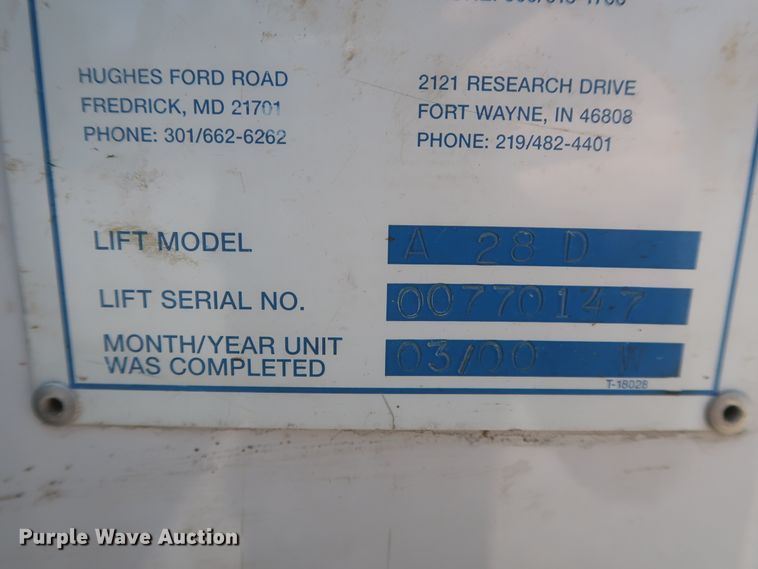 HUGHES FORD ROAD
FREDRICK, MD 21701
PHONE: 301/662-6262
2121 RESEARCH DRIVE
FORT WAYNE, IN 46808
PHONE: 219/482-4401
LIFT MODEL A 28 D
LIFT SERIAL NO. 00770147
MONTH/YEAR UNIT
WAS COMPLETED 03/00 W
T-18028
Purple Wave Auction